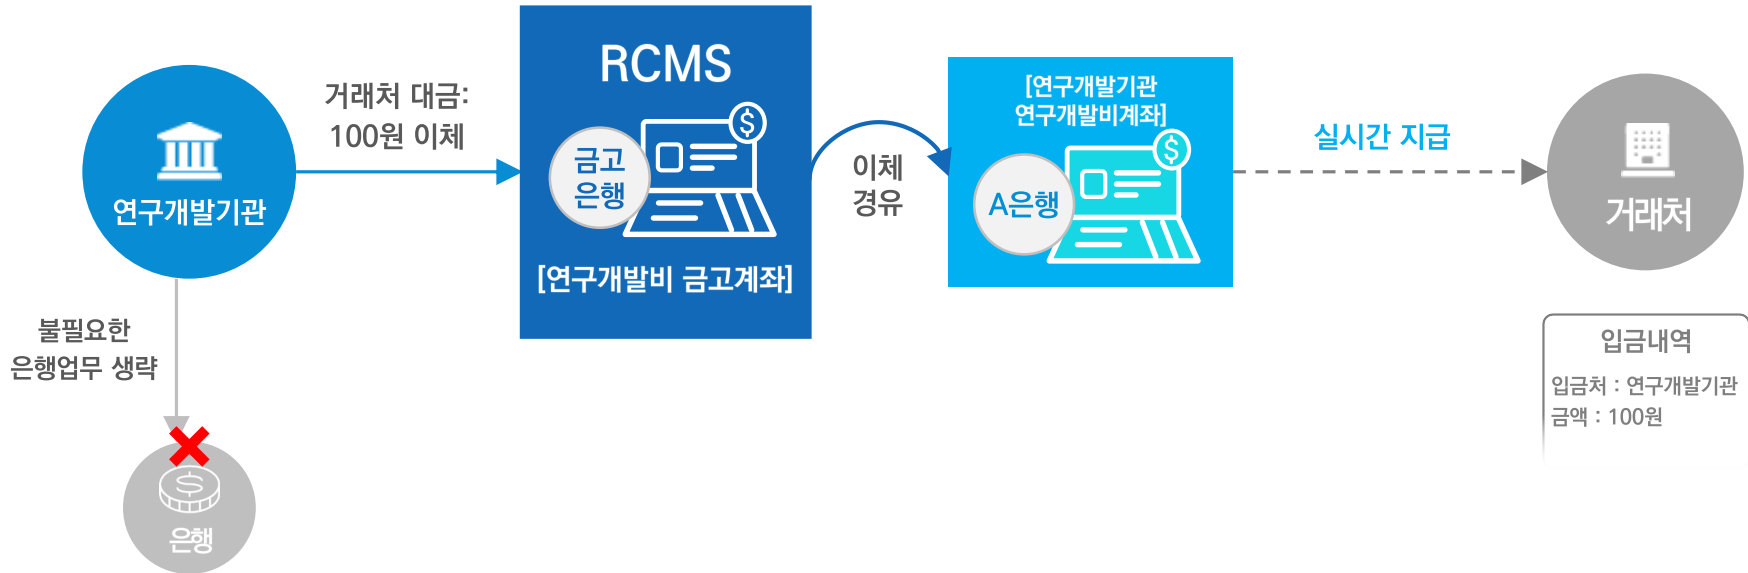 연구개발기관
거래처 대금:
100원 이체
RCMS
금고
은행
[연구개발비 금고계좌]
이체
경유
[연구개발기관
연구개발비계좌]
A은행
실시간 지급
거래처
불필요한
은행업무 생략
은행
입금내역
입금처 : 연구개발기관
금액 : 100원